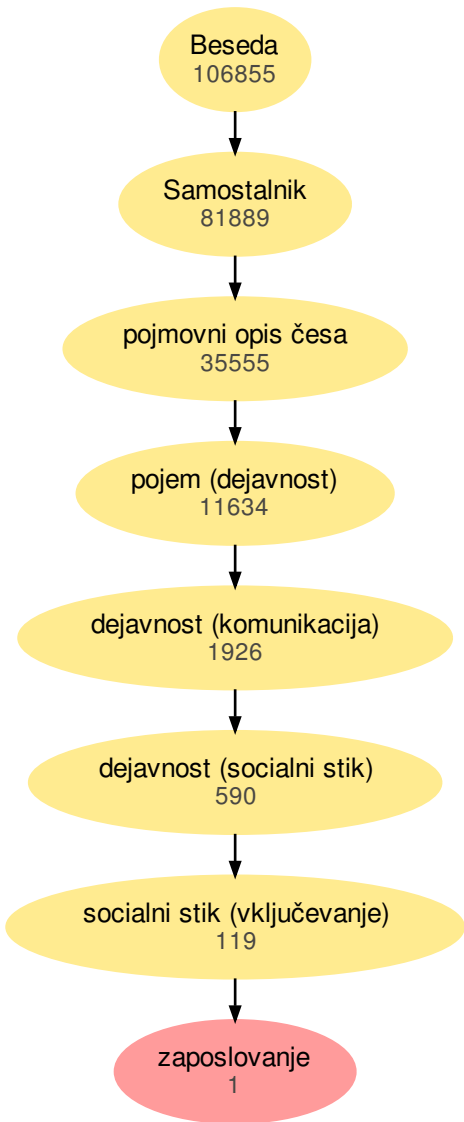 Beseda
106855
Samostalnik
81889
pojmovni opis česa
35555
pojem (dejavnost)
11634
dejavnost (komunikacija)
1926
dejavnost (socialni stik)
590
socialni stik (vključevanje)
119
zaposlovanje
1